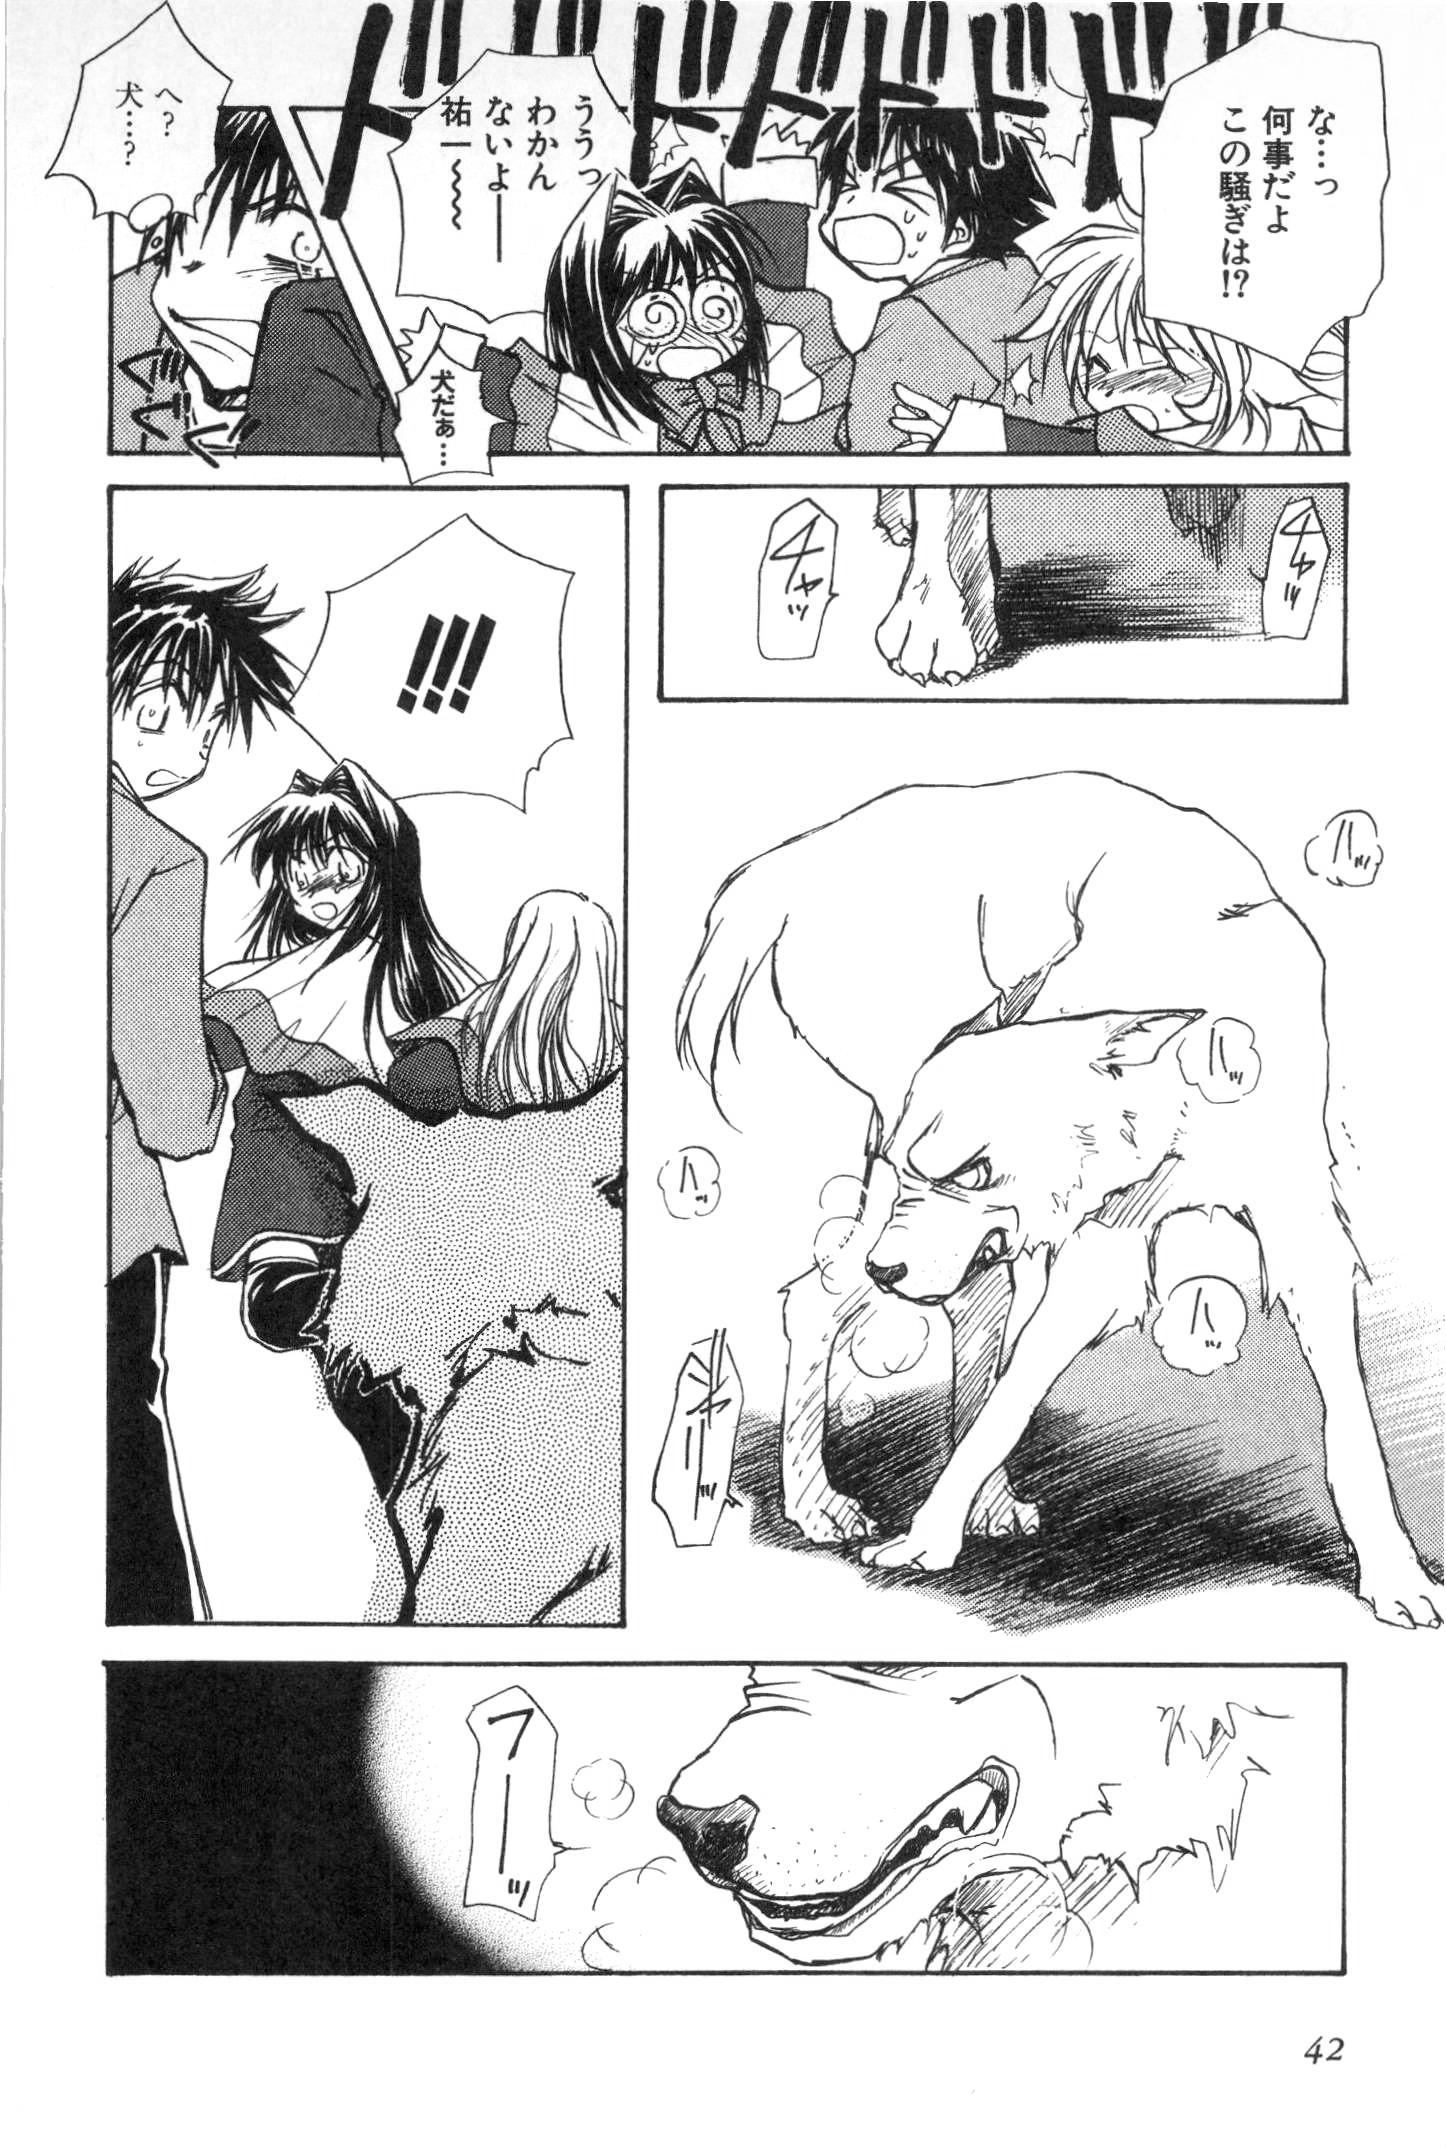 な…っ
何事だよ
この騒ぎは!?
ドドドドドドド
ううっ
わかん
ないよ──
祐一〜〜〜
犬だぁ…
へ?
犬…?
チャッ
チャッ
ハッ
ハッ
ハッ
ハッ
!!!
フーーッ
42